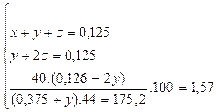 x + y + z = 0,125
y + 2z = 0,125
40.(0,126 − 2y)
(0,375 + y).44 = 175,2 .100 = 1,57